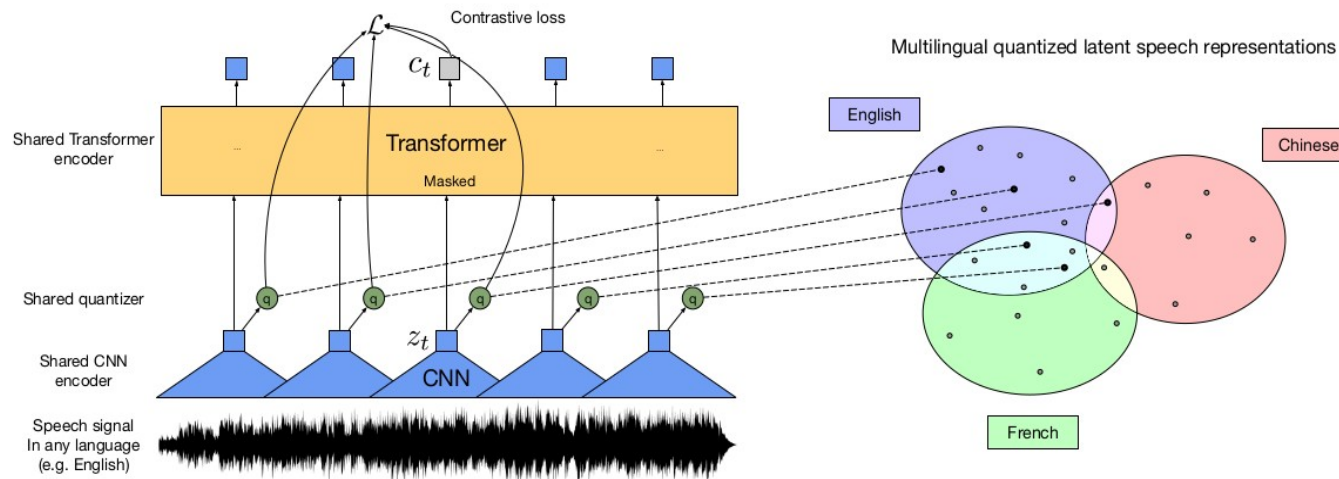 Contrastive loss
ℒ
Multilingual quantized latent speech representations
c_t
English
Chinese
Shared Transformer
encoder
...
Transformer
...
Masked
Shared quantizer
q
q
q
q
q
z_t
Shared CNN
encoder
CNN
Speech signal
In any language
(e.g. English)
French